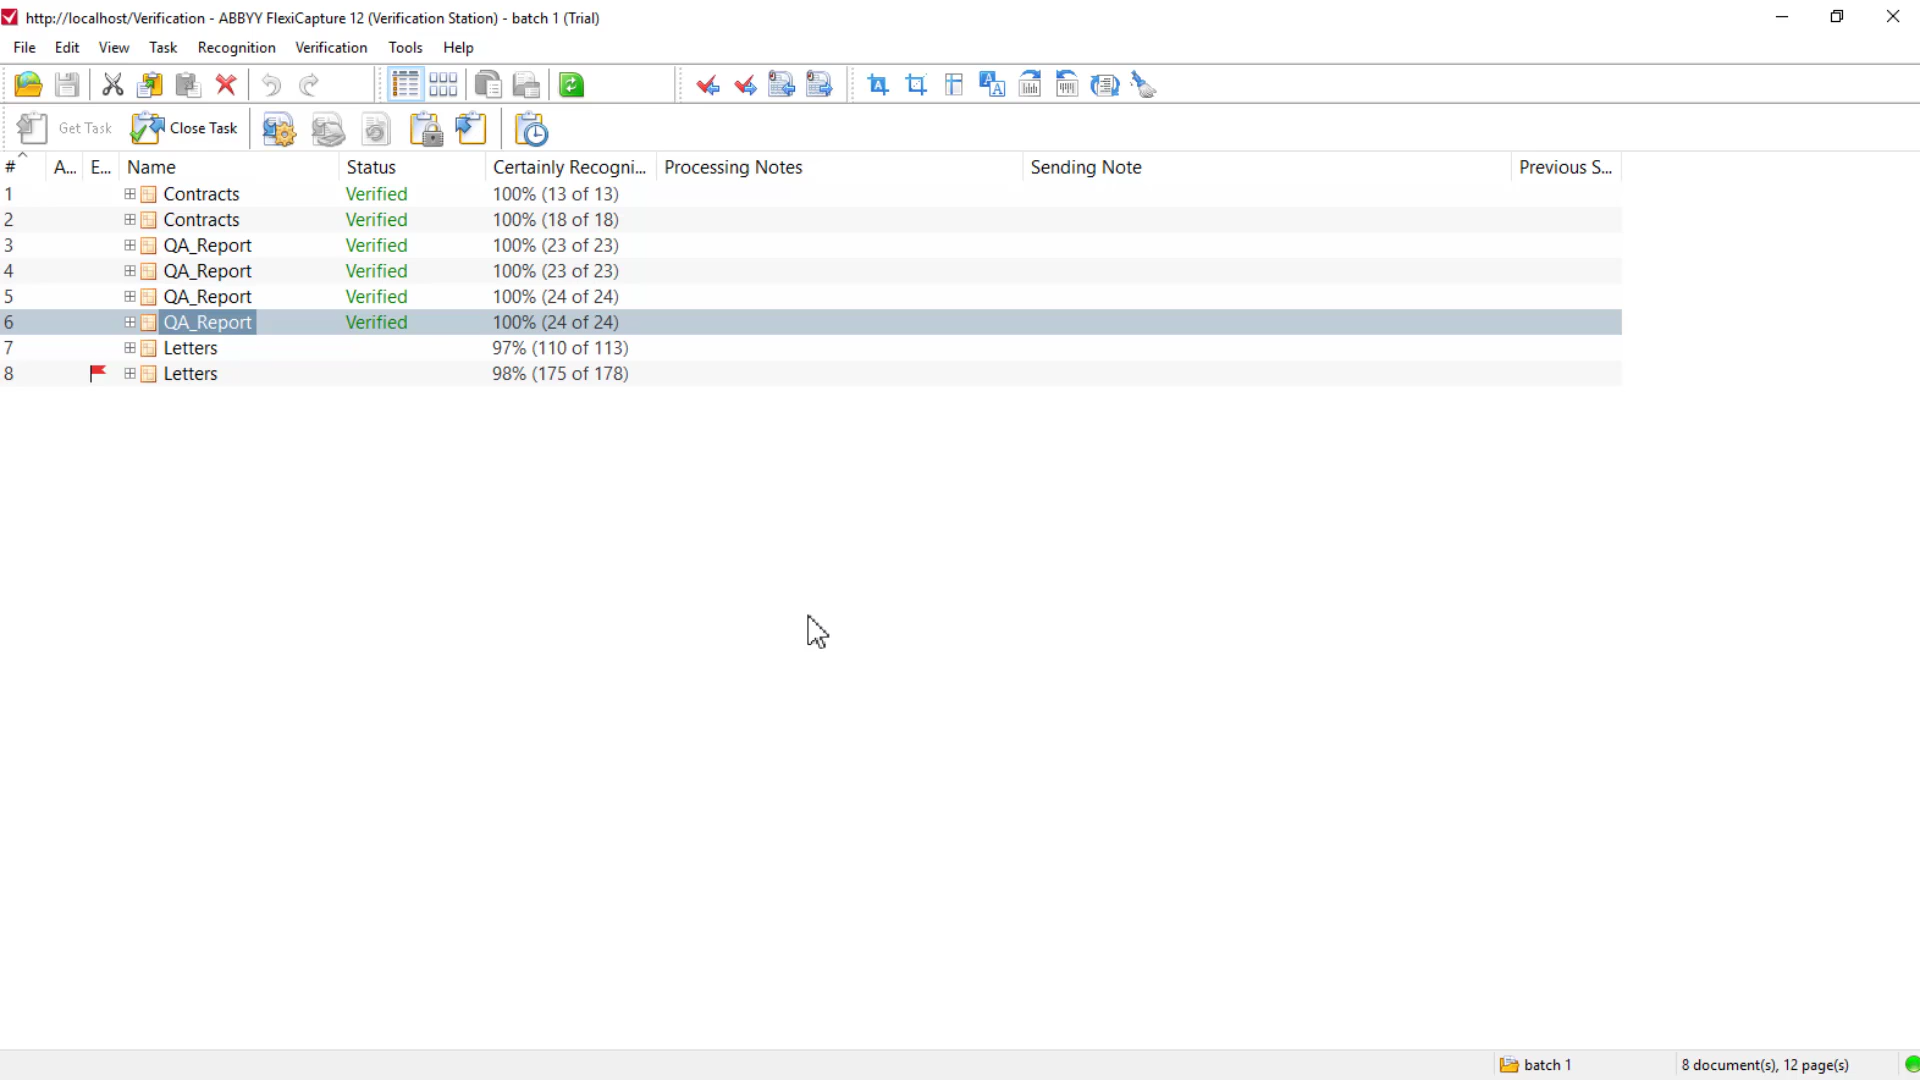 http://localhost/Verification - ABBYY FlexiCapture 12 (Verification Station) - batch 1 (Trial)
File Edit View Task Recognition Verification Tools Help
Get Task Close Task
# A... E... Name Status Certainly Recogni... Processing Notes Sending Note Previous S...
1 Contracts Verified 100% (13 of 13)
2 Contracts Verified 100% (18 of 18)
3 QA_Report Verified 100% (23 of 23)
4 QA_Report Verified 100% (23 of 23)
5 QA_Report Verified 100% (24 of 24)
6 QA_Report Verified 100% (24 of 24)
7 Letters 97% (110 of 113)
8 Letters 98% (175 of 178)
batch 1 8 document(s), 12 page(s)